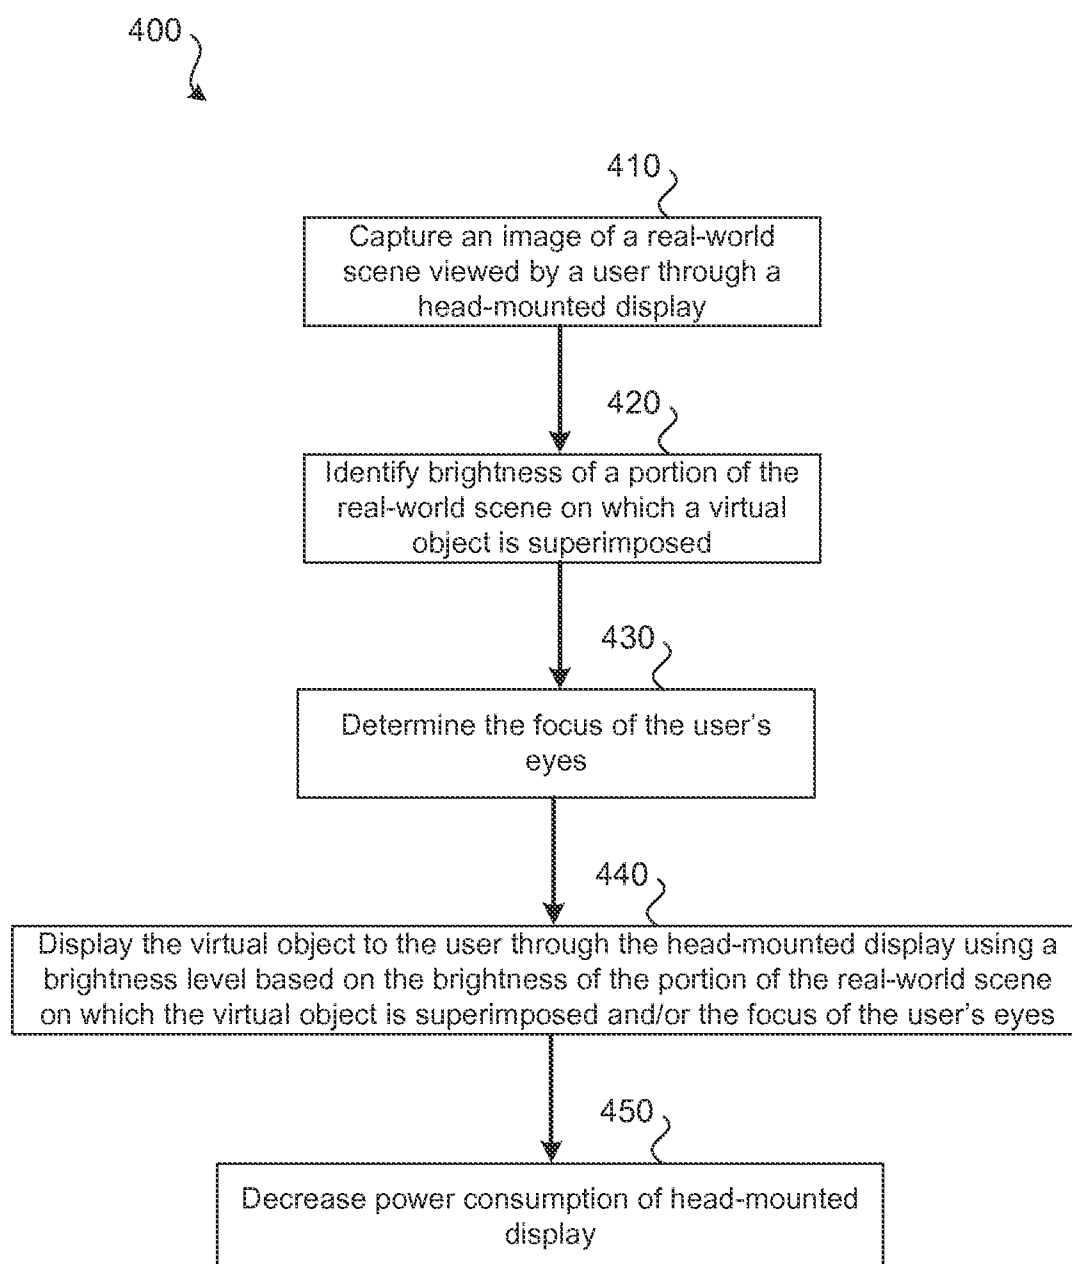 400
410
Capture an image of a real-world
scene viewed by a user through a
head-mounted display
420
Identify brightness of a portion of the
real-world scene on which a virtual
object is superimposed
430
Determine the focus of the user's
eyes
440
Display the virtual object to the user through the head-mounted display using a
brightness level based on the brightness of the portion of the real-world scene
on which the virtual object is superimposed and/or the focus of the user's eyes
450
Decrease power consumption of head-mounted
display